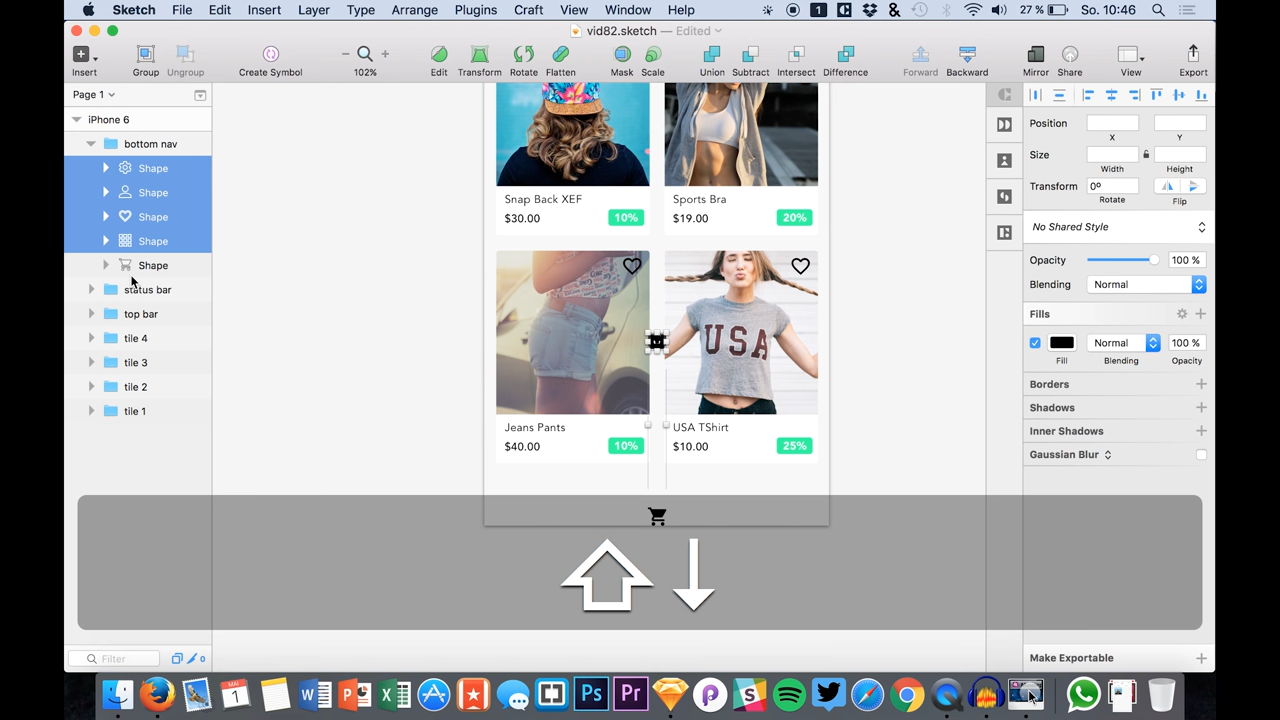 Sketch File Edit Insert Layer Type Arrange Plugins Craft View Window Help 1 27 % So. 10:46
vid82.sketch — Edited
Insert Group Ungroup Create Symbol 102% Edit Transform Rotate Flatten Mask Scale Union Subtract Intersect Difference Forward Backward Mirror Share View Export
Page 1
iPhone 6
bottom nav
Shape
Shape
Shape
Shape
Shape
status bar
top bar
tile 4
tile 3
tile 2
tile 1
Filter
0
Snap Back XEF
$30.00 10%
Sports Bra
$19.00 20%
USA
Jeans Pants
$40.00 10%
USA TShirt
$10.00 25%
Position
X Y
Size
Width Height
Transform 0º
Rotate Flip
No Shared Style
Opacity 100 %
Blending Normal
Fills
Normal 100 %
Fill Blending Opacity
Borders
Shadows
Inner Shadows
Gaussian Blur
Make Exportable
MAI
1
Ps
Pr